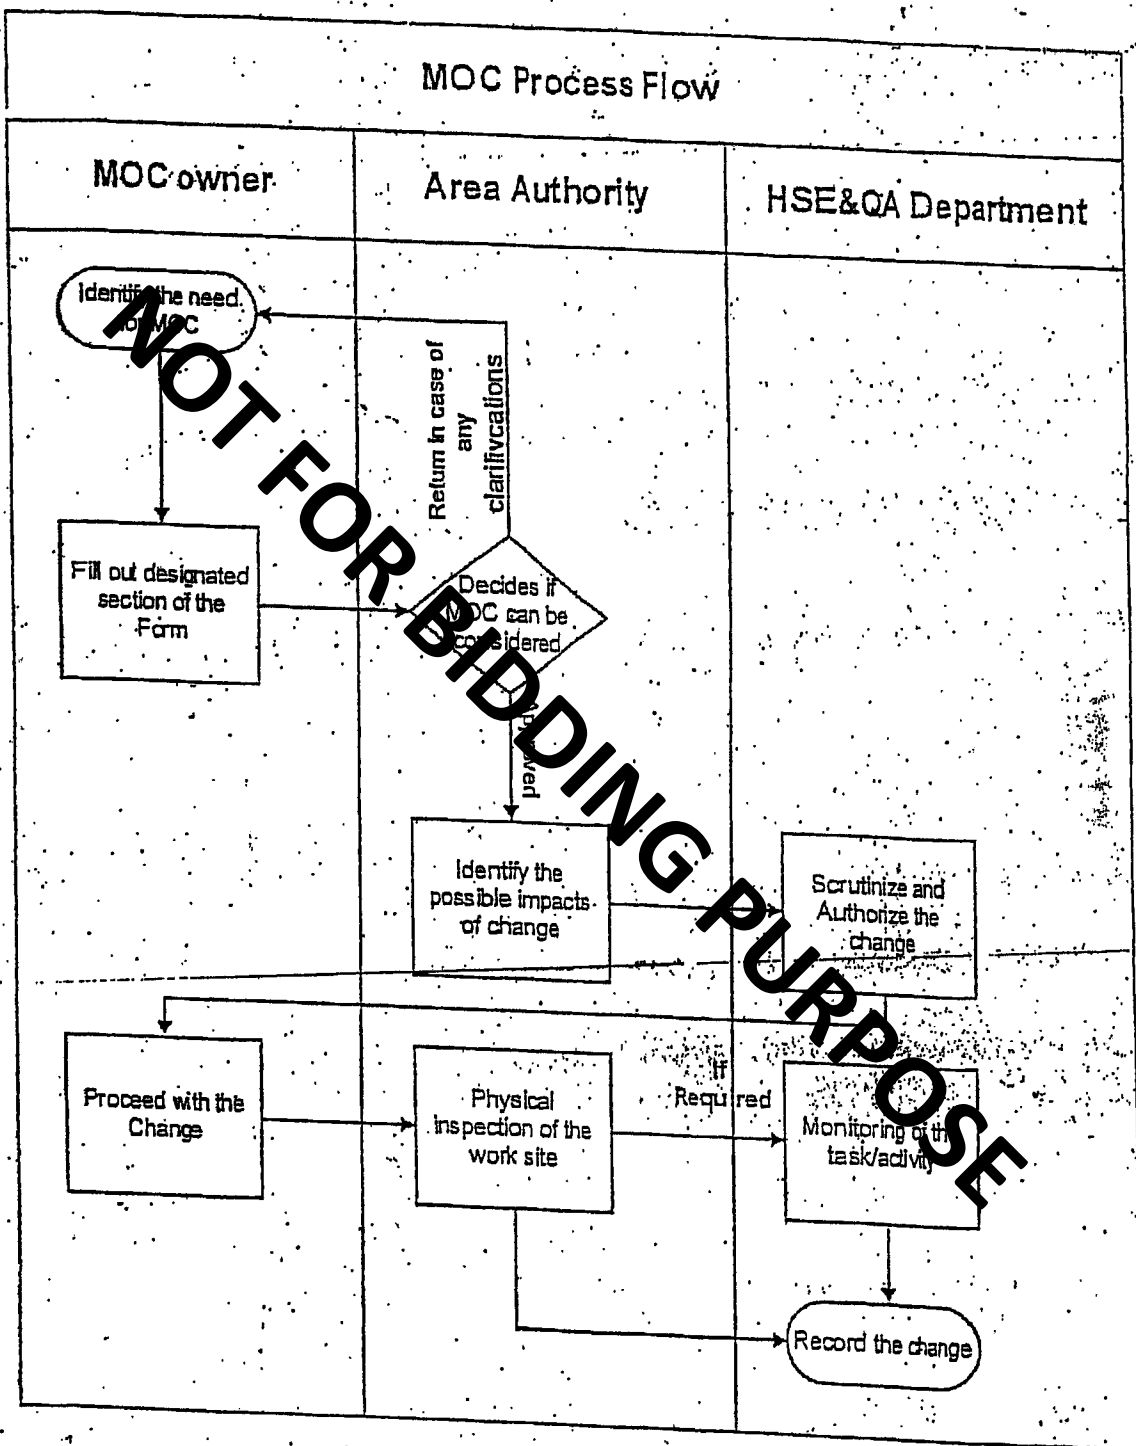 MOC Process Flow
MOC owner
Area Authority
HSE&QA Department
Identify the need
for MOC
Return in case of
any
clarifivcations
Fill out designated
section of the
Form
Decides if
MOC can be
considered
Approved
Identify the
possible impacts
of change
Scrutinize and
Authorize the
change
Proceed with the
Change
Physical
inspection of the
work site
If
Required
Monitoring of the
task/activity
Record the change
NOT FOR BIDDING PURPOSE